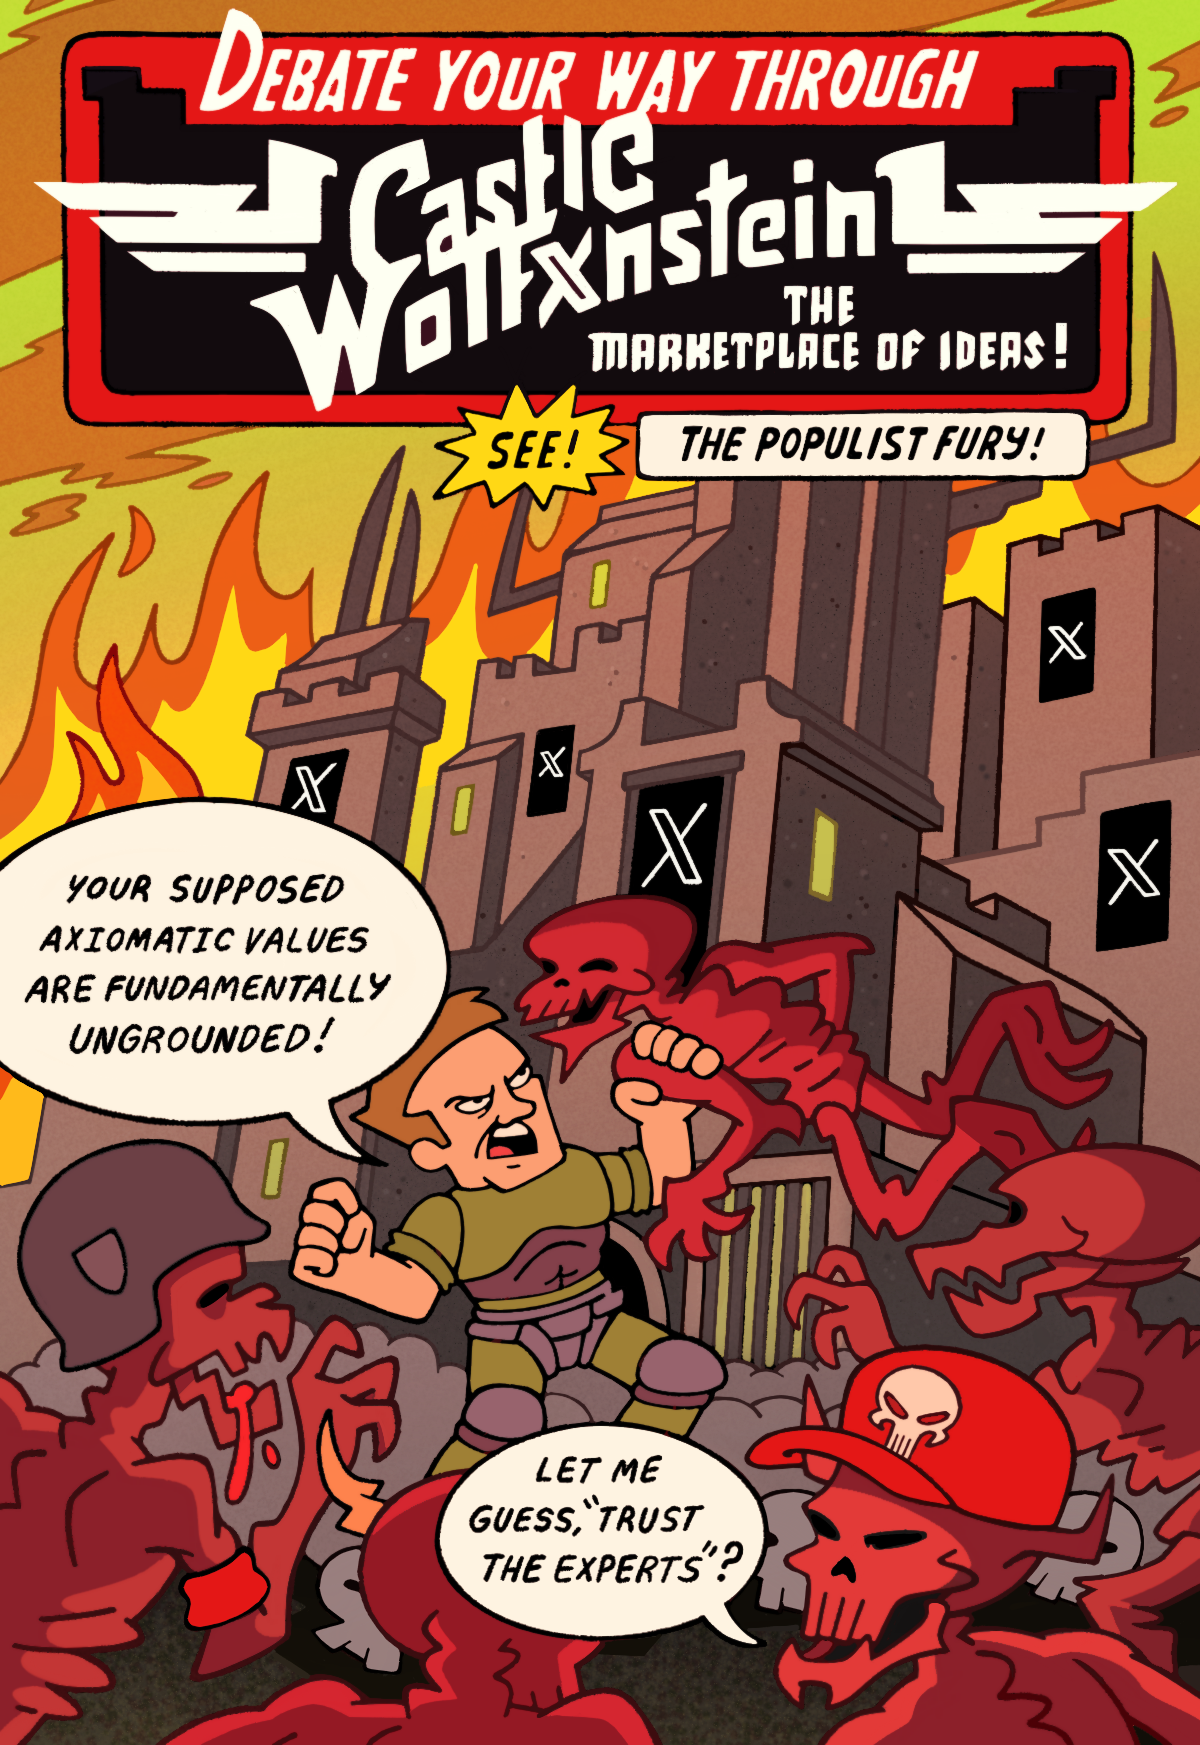 DEBATE YOUR WAY THROUGH
Castle
Wolfxnstein
THE
MARKETPLACE OF IDEAS!
SEE!
THE POPULIST FURY!
X
X
X
X
X
YOUR SUPPOSED
AXIOMATIC VALUES
ARE FUNDAMENTALLY
UNGROUNDED!
LET ME
GUESS, "TRUST
THE EXPERTS"?